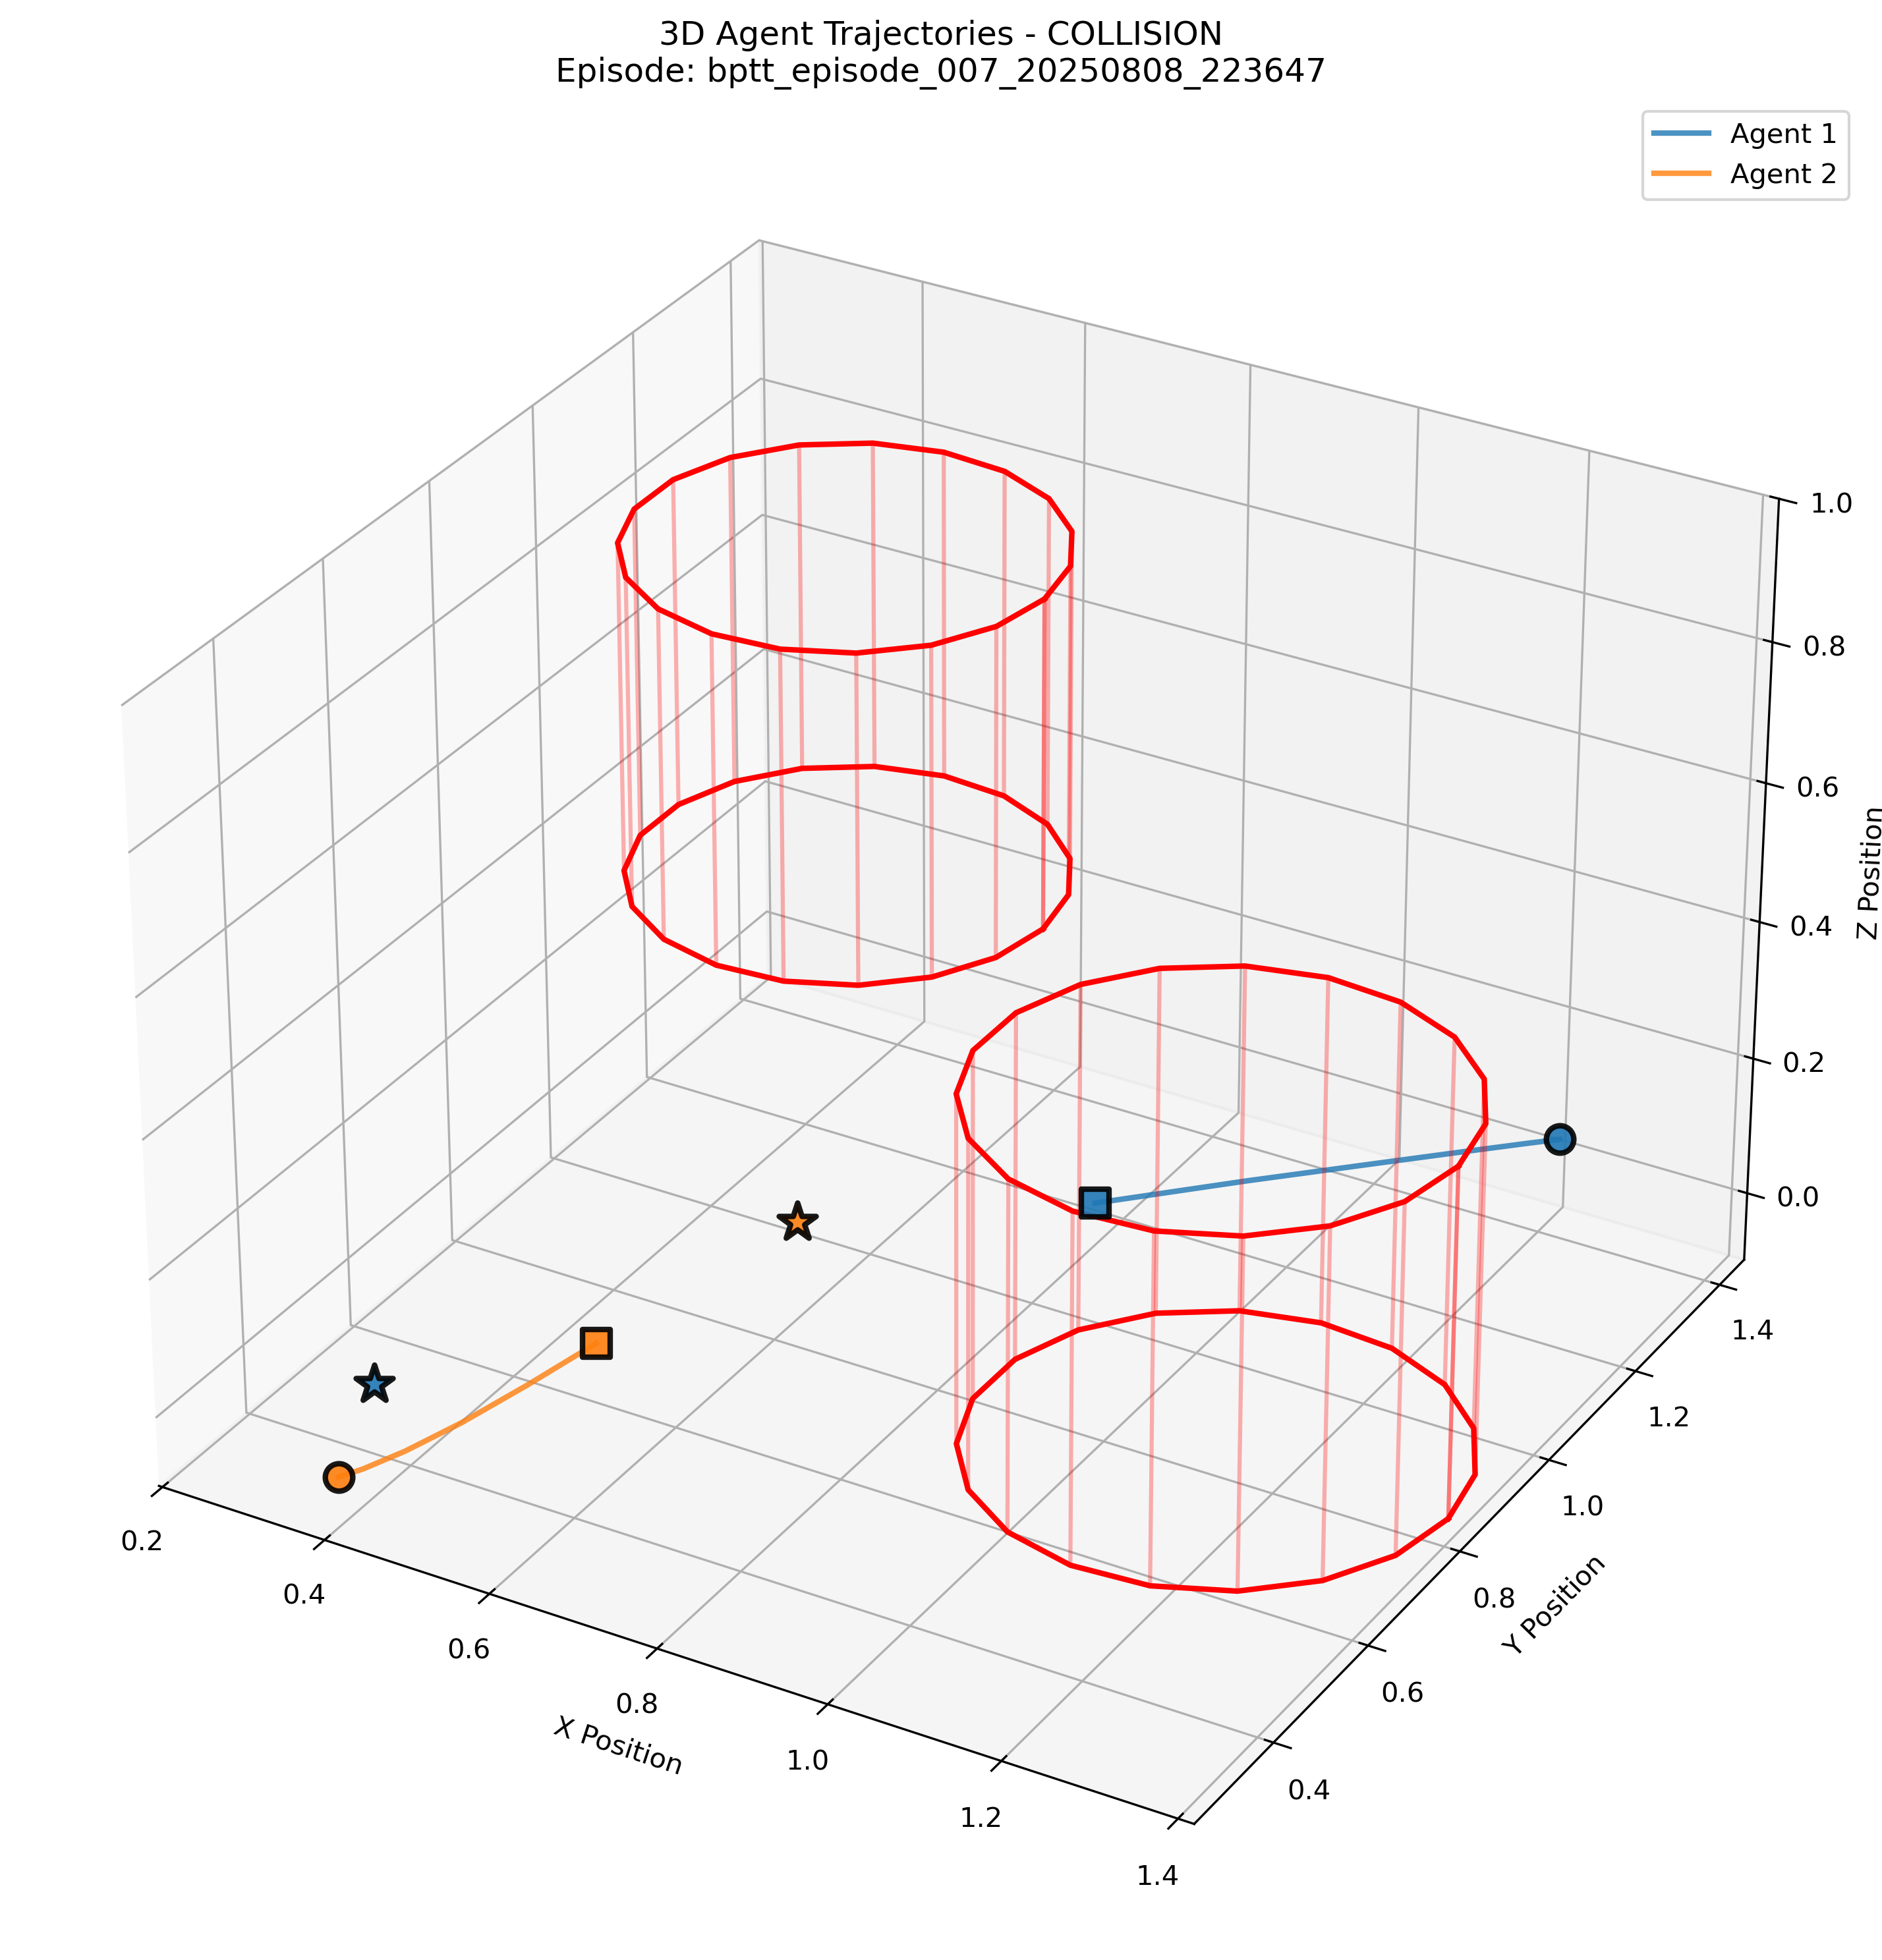 3D Agent Trajectories - COLLISION
Episode: bptt_episode_007_20250808_223647
Agent 1
Agent 2
1.0
0.8
0.6
0.4
0.2
0.0
Z Position
1.4
1.2
1.0
0.8
0.6
0.4
Y Position
0.2
0.4
0.6
0.8
1.0
1.2
1.4
X Position